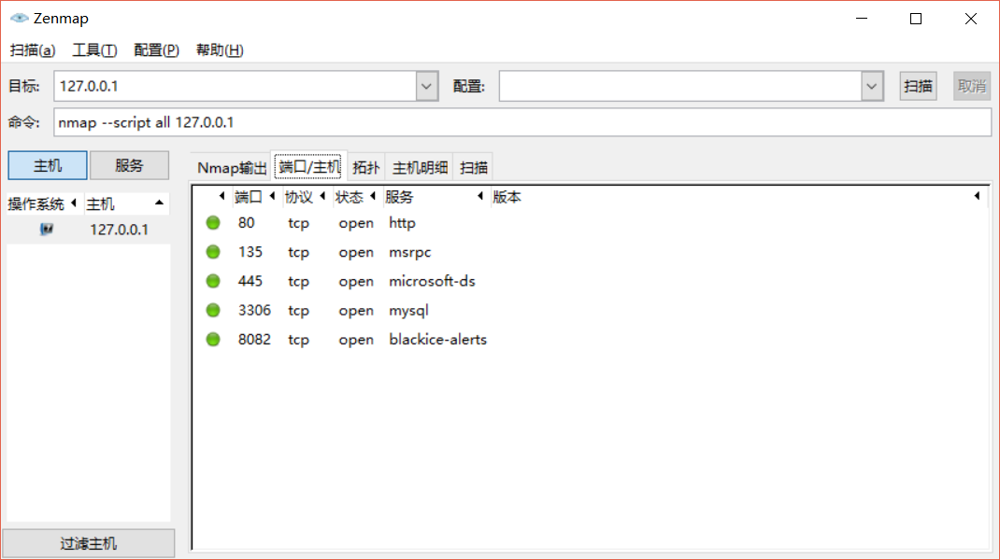 Zenmap
扫描(a) 工具(T) 配置(P) 帮助(H)
目标: 127.0.0.1 配置: 扫描 取消
命令: nmap --script all 127.0.0.1
主机 服务
Nmap输出 端口/主机 拓扑 主机明细 扫描
操作系统 主机
127.0.0.1
端口 协议 状态 服务 版本
80 tcp open http
135 tcp open msrpc
445 tcp open microsoft-ds
3306 tcp open mysql
8082 tcp open blackice-alerts
过滤主机